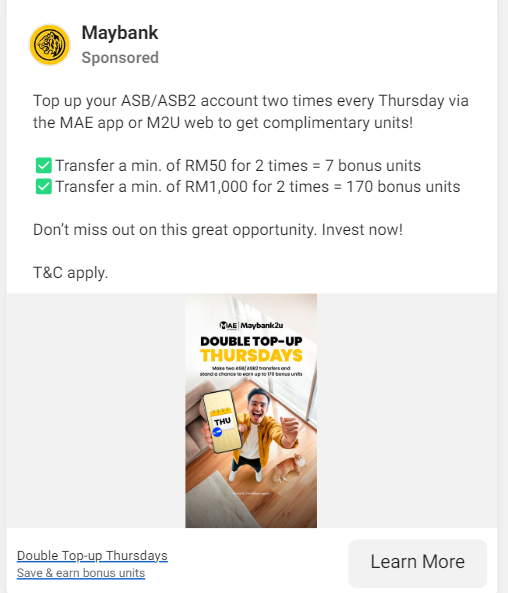 Maybank
Sponsored
Top up your ASB/ASB2 account two times every Thursday via
the MAE app or M2U web to get complimentary units!
✅ Transfer a min. of RM50 for 2 times = 7 bonus units
✅ Transfer a min. of RM1,000 for 2 times = 170 bonus units
Don’t miss out on this great opportunity. Invest now!
T&C apply.
MAE | Maybank2u
DOUBLE TOP-UP
THURSDAYS
Make two ASB/ASB2 transfers and
stand a chance to earn up to 170 bonus units
THU
Double Top-up Thursdays
Save & earn bonus units
Learn More